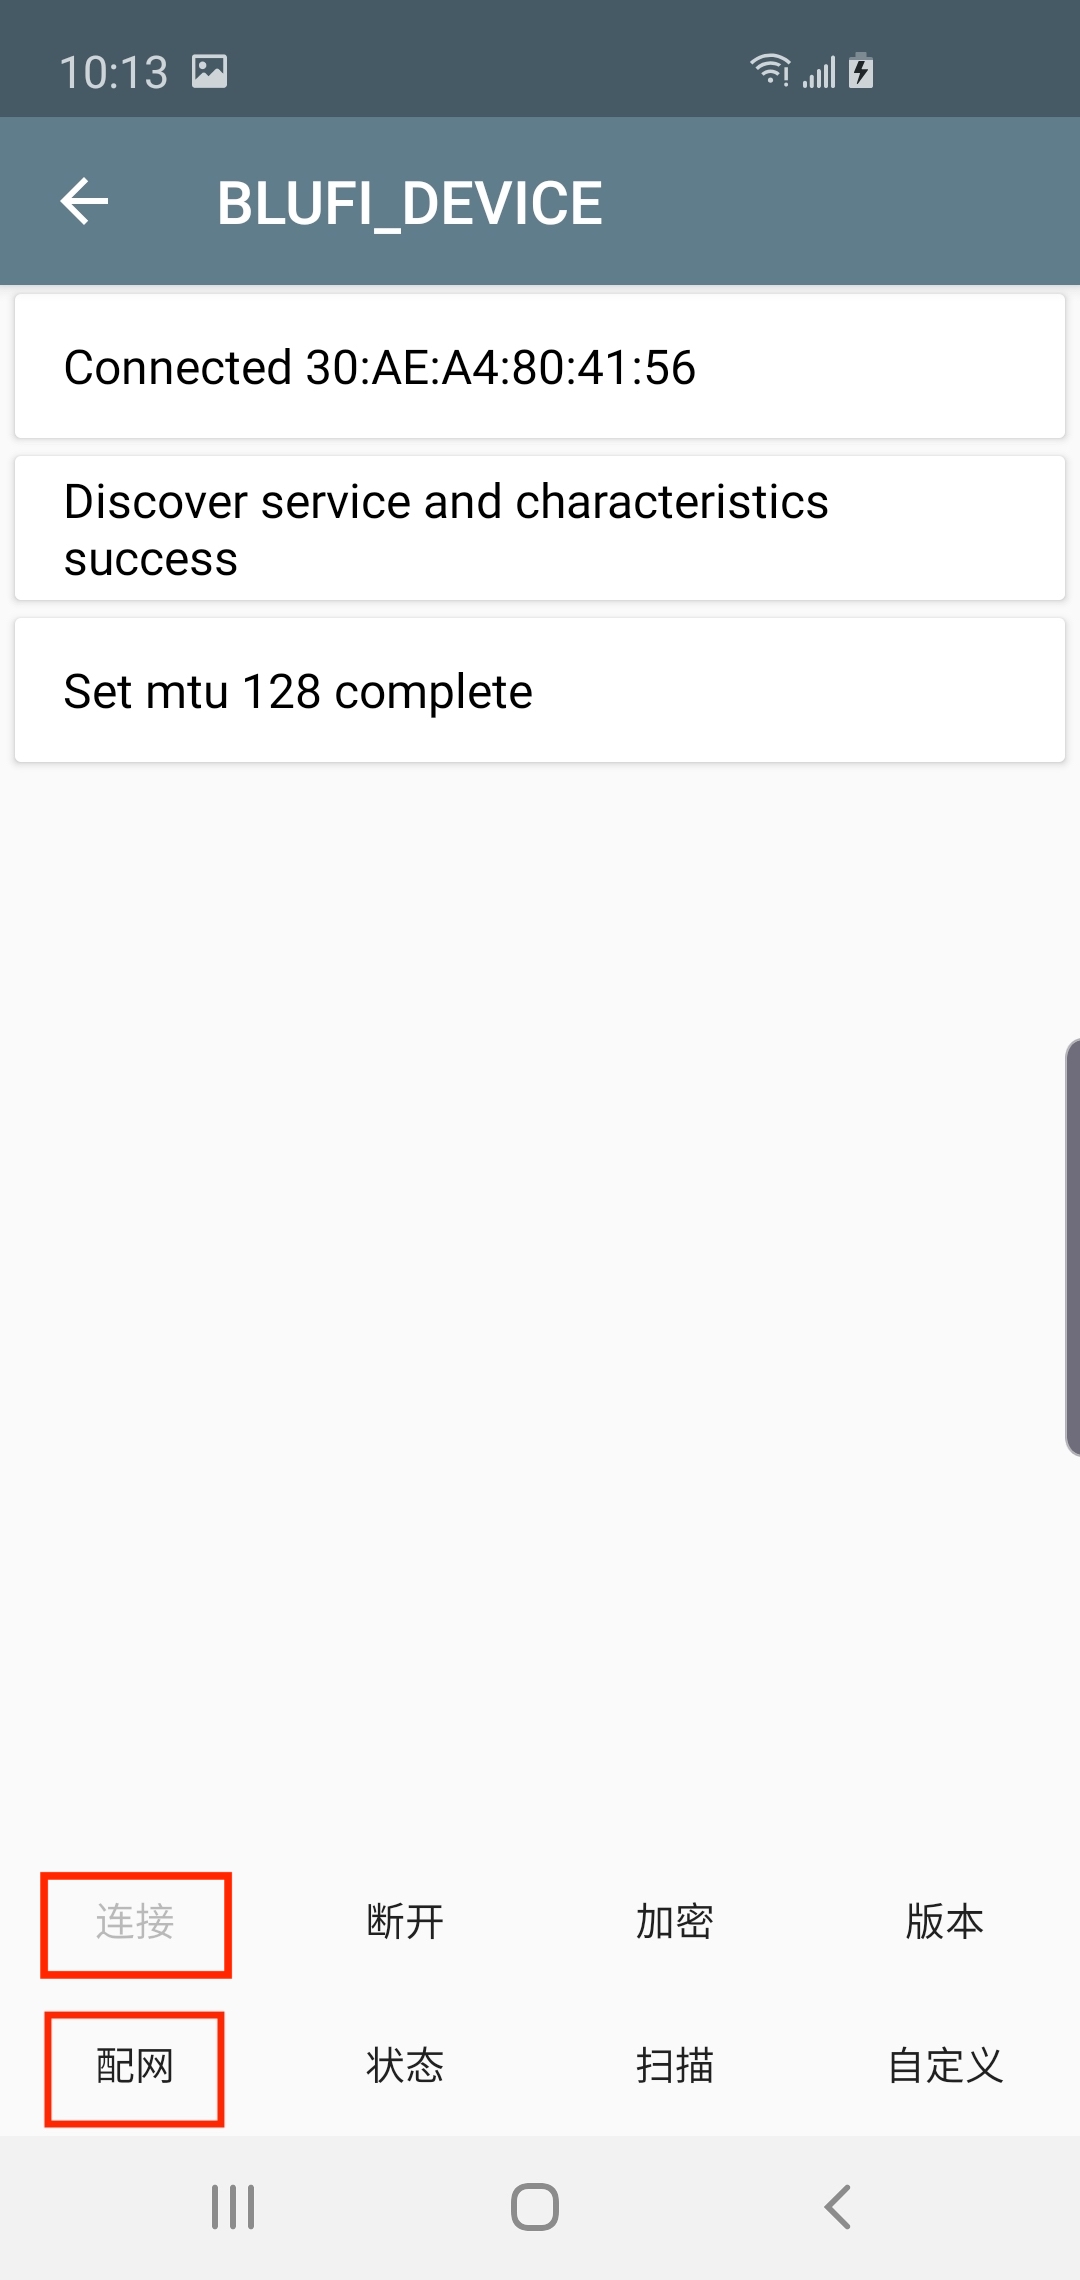 10:13
BLUFI_DEVICE
Connected 30:AE:A4:80:41:56
Discover service and characteristics
success
Set mtu 128 complete
连接 断开 加密 版本
配网 状态 扫描 自定义